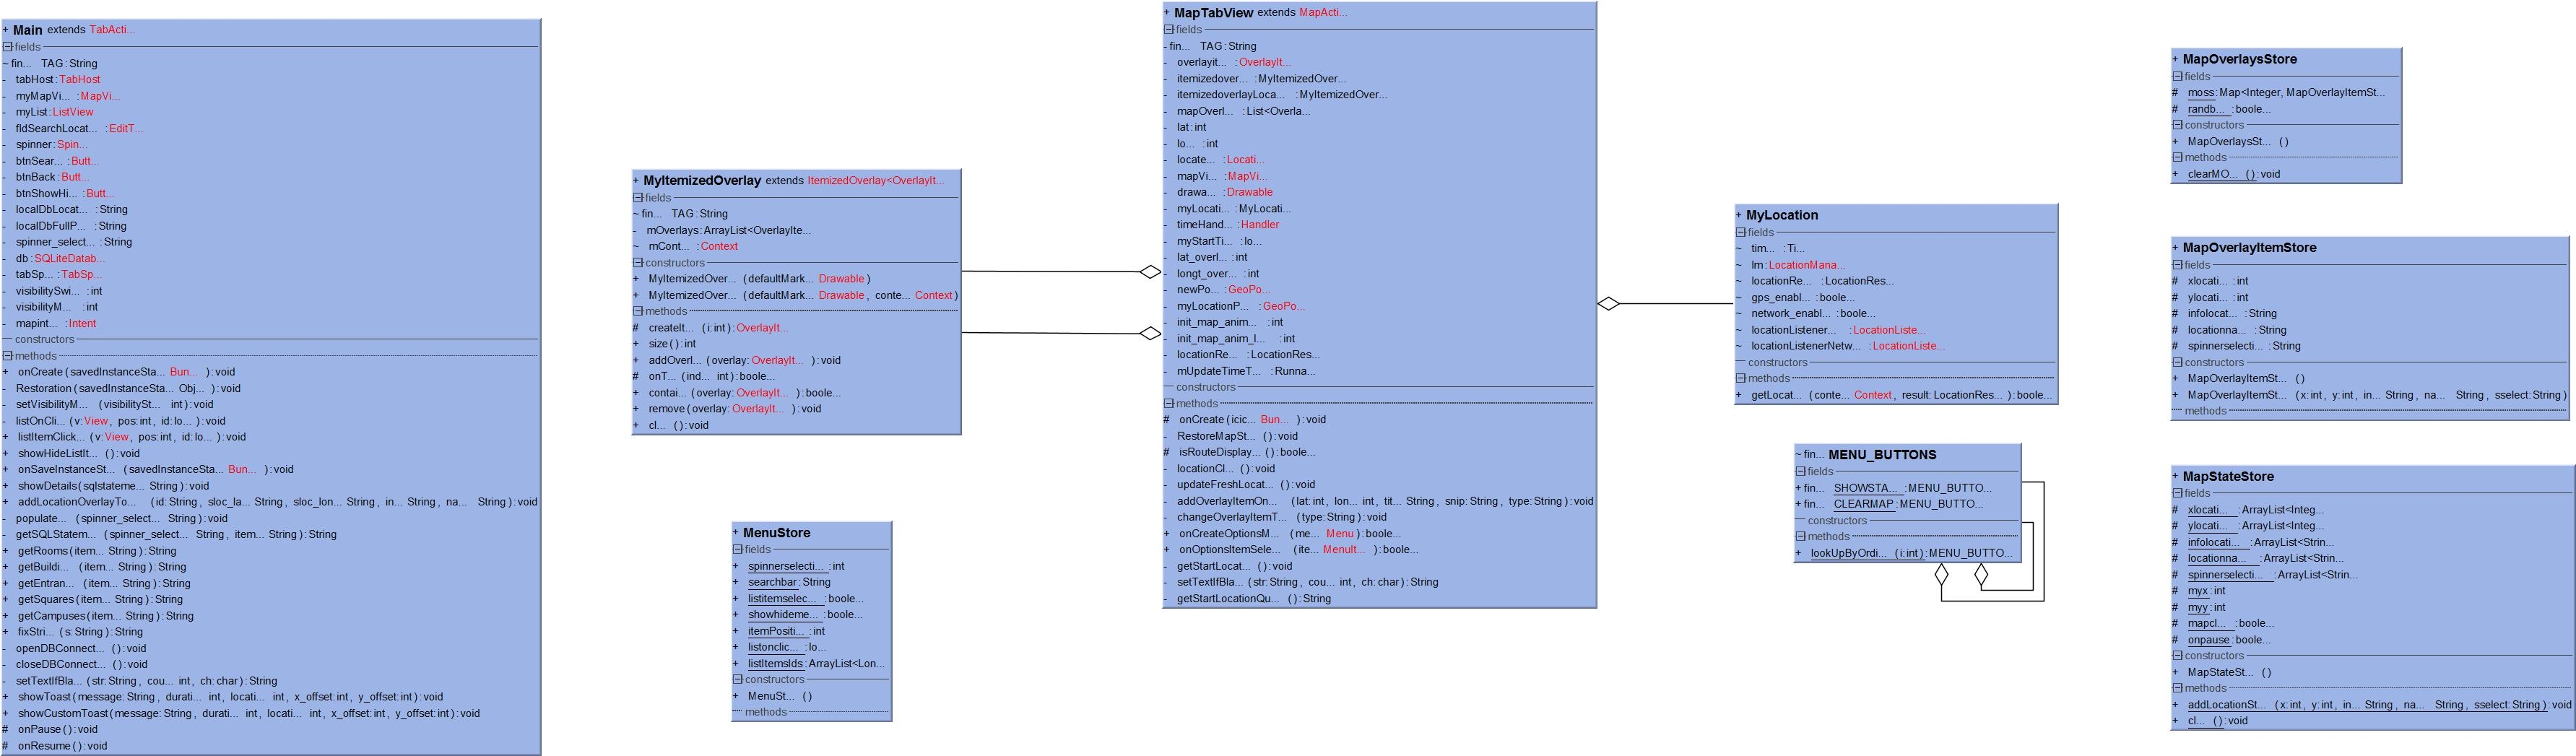 + Main extends TabActi...
fields
~ fin... TAG:String
- tabHost:TabHost
- myMapVi... :MapVi...
- myList:ListView
- fldSearchLocat... :EditT...
- spinner:Spin...
- btnSear... :Butt...
- btnBack:Butt...
- btnShowHi... :Butt...
- localDbLocat... :String
- localDbFullP... :String
- spinner_select... :String
- db:SQLiteDatab...
- tabSp... :TabSp...
- visibilitySwi... :int
- visibilityM... :int
- mapint... :Intent
constructors
methods
+ onCreate(savedInstanceSta... Bun... ):void
- Restoration(savedInstanceSta... Obj... ):void
- setVisibilityM... (visibilitySt... int):void
- listOnCli... (v:View, pos:int, id:lo... ):void
+ listItemClick... (v:View, pos:int, id:lo... ):void
+ showHideListIt... ():void
+ onSaveInstanceSt... (savedInstanceSta... Bun... ):void
+ showDetails(sqlstateme... String):void
+ addLocationOverlayTo... (id:String, sloc_la... String, sloc_lon... String, in... String, na... String):void
- populate... (spinner_select... String):void
- getSQLStatem... (spinner_select... String, item... String):String
+ getRooms(item... String):String
+ getBuildi... (item... String):String
+ getEntran... (item... String):String
+ getSquares(item... String):String
+ getCampuses(item... String):String
+ fixStri... (s:String):String
- openDBConnect... ():void
- closeDBConnect... ():void
- setTextIfBla... (str:String, cou... int, ch:char):String
+ showToast(message:String, durati... int, locati... int, x_offset:int, y_offset:int):void
+ showCustomToast(message:String, durati... int, locati... int, x_offset:int, y_offset:int):void
# onPause():void
# onResume():void
+ MyItemizedOverlay extends ItemizedOverlay<OverlayIt...
fields
~ fin... TAG:String
- mOverlays:ArrayList<OverlayIte...
~ mCont... :Context
constructors
+ MyItemizedOver... (defaultMark... Drawable)
+ MyItemizedOver... (defaultMark... Drawable, conte... Context)
methods
# createIt... (i:int):OverlayIt...
+ size():int
+ addOverl... (overlay:OverlayIt... ):void
# onT... (ind... int):boole...
+ contai... (overlay:OverlayIt... ):boole...
+ remove(overlay:OverlayIt... ):void
+ cl... ():void
+ MenuStore
fields
+ spinnerselecti... :int
+ searchbar:String
+ listitemselec... :boole...
+ showhideme... :boole...
+ itemPositi... :int
+ listonclic... :lo...
+ listItemsIds:ArrayList<Lon...
constructors
+ MenuSt... ()
methods
+ MapTabView extends MapActi...
fields
- fin... TAG:String
- overlayit... :OverlayIt...
- itemizedover... :MyItemizedOver...
- itemizedoverlayLoca... :MyItemizedOver...
- mapOverl... :List<Overla...
- lat:int
- lo... :int
- locate... :Locati...
- mapVi... :MapVi...
- drawa... :Drawable
- myLocati... :MyLocati...
- timeHand... :Handler
- myStartTi... :lo...
- lat_overl... :int
- longt_over... :int
- newPo... :GeoPo...
- myLocationP... :GeoPo...
- init_map_anim... :int
- init_map_anim_l... :int
- locationRe... :LocationRes...
- mUpdateTimeT... :Runna...
constructors
methods
# onCreate(icic... Bun... ):void
- RestoreMapSt... ():void
# isRouteDisplay... ():boole...
- locationCl... ():void
- updateFreshLocat... ():void
- addOverlayItemOn... (lat:int, lon... int, tit... String, snip:String, type:String):void
- changeOverlayItemT... (type:String):void
+ onCreateOptionsM... (me... Menu):boole...
+ onOptionsItemSele... (ite... MenuIt... ):boole...
- getStartLocat... ():void
- setTextIfBla... (str:String, cou... int, ch:char):String
- getStartLocationQu... ():String
+ MyLocation
fields
~ tim... :Ti...
~ lm:LocationMana...
~ locationRe... :LocationRes...
~ gps_enabl... :boole...
~ network_enabl... :boole...
~ locationListener... :LocationListe...
~ locationListenerNetw... :LocationListe...
constructors
methods
+ getLocat... (conte... Context, result:LocationRes... ):boole...
~ fin... MENU_BUTTONS
fields
+ fin... SHOWSTA... :MENU_BUTTO...
+ fin... CLEARMAP:MENU_BUTTO...
constructors
methods
+ lookUpByOrdi... (i:int):MENU_BUTTO...
+ MapOverlaysStore
fields
# moss:Map<Integer, MapOverlayItemSt...
# randb... :boole...
constructors
+ MapOverlaysSt... ()
methods
+ clearMO... ():void
+ MapOverlayItemStore
fields
# xlocati... :int
# ylocati... :int
# infolocat... :String
# locationna... :String
# spinnerselecti... :String
constructors
+ MapOverlayItemSt... ()
+ MapOverlayItemSt... (x:int, y:int, in... String, na... String, sselect:String)
methods
+ MapStateStore
fields
# xlocati... :ArrayList<Integ...
# ylocati... :ArrayList<Integ...
# infolocati... :ArrayList<Strin...
# locationna... :ArrayList<Strin...
# spinnerselecti... :ArrayList<Strin...
# myx:int
# myy:int
# mapcl... :boole...
# onpause:boole...
constructors
+ MapStateSt... ()
methods
+ addLocationSt... (x:int, y:int, in... String, na... String, sselect:String):void
+ cl... ():void